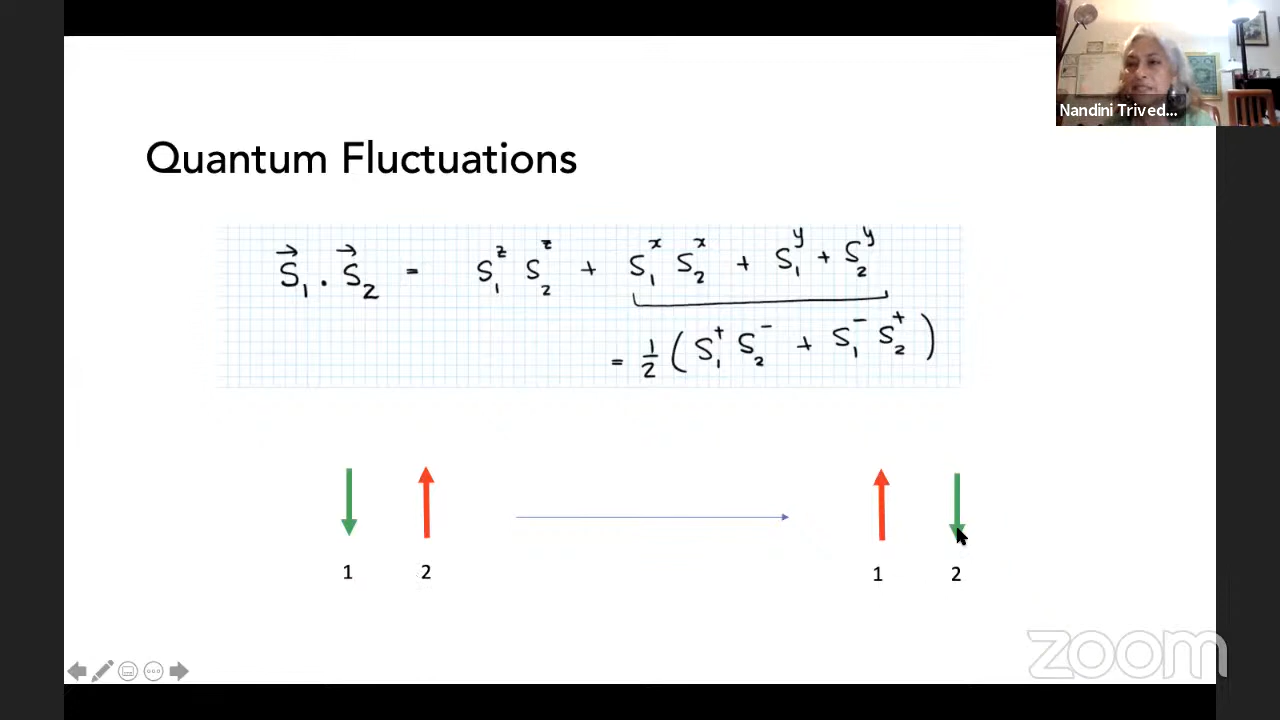 Nandini Trived...
Quantum Fluctuations
S⃗₁ . S⃗₂ = S₁ᶻ S₂ᶻ + S₁ˣ S₂ˣ + S₁ʸ + S₂ʸ
= 1/2 ( S₁⁺ S₂⁻ + S₁⁻ S₂⁺ )
1 2 1 2
zoom